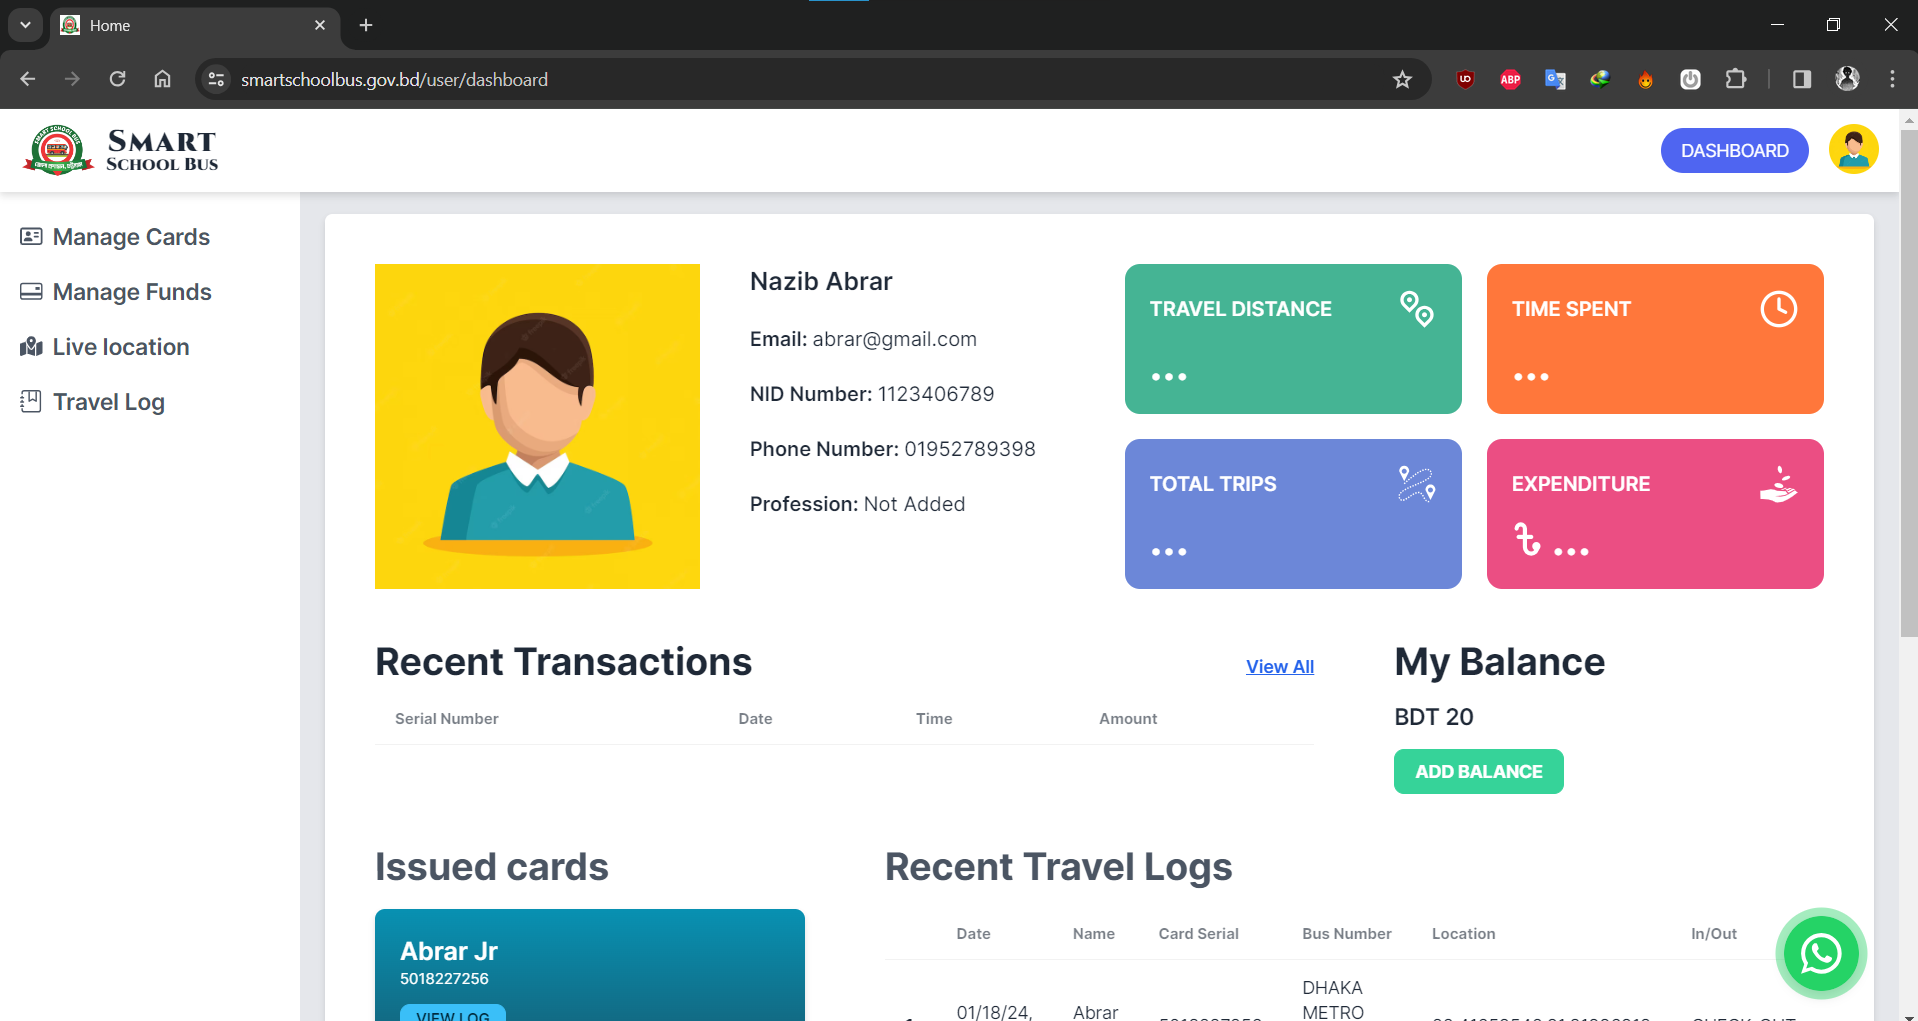 Home
smartschoolbus.gov.bd/user/dashboard
UD
ABP
SMART
SCHOOL BUS
DASHBOARD
Manage Cards
Manage Funds
Live location
Travel Log
Nazib Abrar
Email: abrar@gmail.com
NID Number: 1123406789
Phone Number: 01952789398
Profession: Not Added
TRAVEL DISTANCE
...
TIME SPENT
...
TOTAL TRIPS
...
EXPENDITURE
৳ ...
Recent Transactions
View All
Serial Number Date Time Amount
My Balance
BDT 20
ADD BALANCE
Issued cards
Abrar Jr
5018227256
VIEW LOG
Recent Travel Logs
Date Name Card Serial Bus Number Location In/Out
DHAKA
01/18/24, Abrar METRO